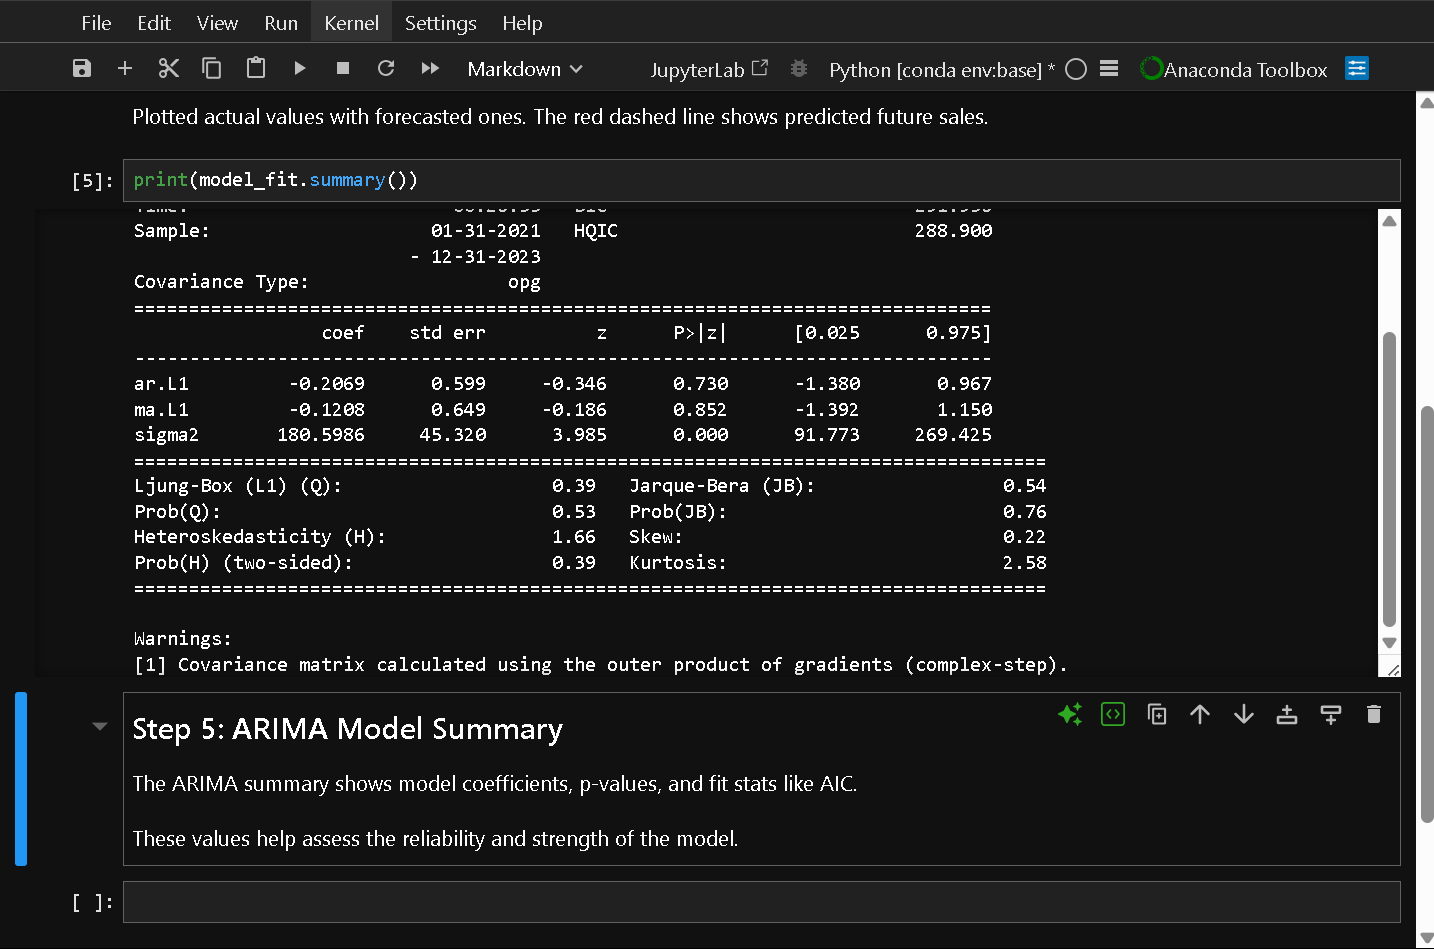 File Edit View Run Kernel Settings Help
Markdown JupyterLab Python [conda env:base] * Anaconda Toolbox
Plotted actual values with forecasted ones. The red dashed line shows predicted future sales.
[5]: print(model_fit.summary())
Sample: 01-31-2021 HQIC 288.900
- 12-31-2023
Covariance Type: opg
==============================================================================
coef std err z P>|z| [0.025 0.975]
------------------------------------------------------------------------------
ar.L1 -0.2069 0.599 -0.346 0.730 -1.380 0.967
ma.L1 -0.1208 0.649 -0.186 0.852 -1.392 1.150
sigma2 180.5986 45.320 3.985 0.000 91.773 269.425
===================================================================================
Ljung-Box (L1) (Q): 0.39 Jarque-Bera (JB): 0.54
Prob(Q): 0.53 Prob(JB): 0.76
Heteroskedasticity (H): 1.66 Skew: 0.22
Prob(H) (two-sided): 0.39 Kurtosis: 2.58
===================================================================================
Warnings:
[1] Covariance matrix calculated using the outer product of gradients (complex-step).
Step 5: ARIMA Model Summary
The ARIMA summary shows model coefficients, p-values, and fit stats like AIC.
These values help assess the reliability and strength of the model.
[ ]: